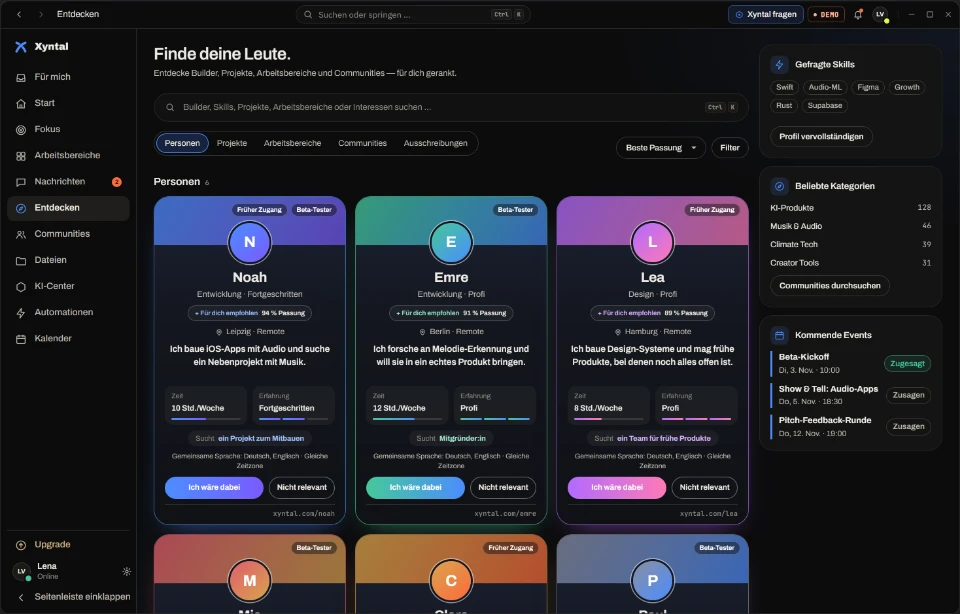 Entdecken
Suchen oder springen ...
Ctrl K
Xyntal fragen
DEMO
LV
Xyntal
Für mich
Start
Fokus
Arbeitsbereiche
Nachrichten 2
Entdecken
Communities
Dateien
KI-Center
Automationen
Kalender
Upgrade
LV
Lena
Online
Seitenleiste einklappen
Finde deine Leute.
Entdecke Builder, Projekte, Arbeitsbereiche und Communities — für dich gerankt.
Builder, Skills, Projekte, Arbeitsbereiche oder Interessen suchen ...
Ctrl K
Personen Projekte Arbeitsbereiche Communities Ausschreibungen
Beste Passung Filter
Personen 6
Früher Zugang Beta-Tester
N
Noah
Entwicklung · Fortgeschritten
+ Für dich empfohlen 94 % Passung
Leipzig · Remote
Ich baue iOS-Apps mit Audio und suche
ein Nebenprojekt mit Musik.
Zeit
10 Std./Woche
Erfahrung
Fortgeschritten
Sucht ein Projekt zum Mitbauen
Gemeinsame Sprache: Deutsch, Englisch · Gleiche
Zeitzone
Ich wäre dabei Nicht relevant
xyntal.com/noah
Beta-Tester
E
Emre
Entwicklung · Profi
+ Für dich empfohlen 91 % Passung
Berlin · Remote
Ich forsche an Melodie-Erkennung und
will sie in ein echtes Produkt bringen.
Zeit
12 Std./Woche
Erfahrung
Profi
Sucht Mitgründer:in
Gemeinsame Sprache: Deutsch, Englisch · Gleiche
Zeitzone
Ich wäre dabei Nicht relevant
xyntal.com/emre
Früher Zugang
L
Lea
Design · Profi
+ Für dich empfohlen 89 % Passung
Hamburg · Remote
Ich baue Design-Systeme und mag frühe
Produkte, bei denen noch alles offen ist.
Zeit
8 Std./Woche
Erfahrung
Profi
Sucht ein Team für frühe Produkte
Gemeinsame Sprache: Deutsch, Englisch · Gleiche
Zeitzone
Ich wäre dabei Nicht relevant
xyntal.com/lea
Beta-Tester
M
Früher Zugang
C
Beta-Tester
P
Gefragte Skills
Swift Audio-ML Figma Growth
Rust Supabase
Profil vervollständigen
Beliebte Kategorien
KI-Produkte 128
Musik & Audio 46
Climate Tech 39
Creator Tools 31
Communities durchsuchen
Kommende Events
Beta-Kickoff
Di, 3. Nov. · 10:00
Zugesagt
Show & Tell: Audio-Apps
Do, 5. Nov. · 18:30
Zusagen
Pitch-Feedback-Runde
Do, 12. Nov. · 19:00
Zusagen